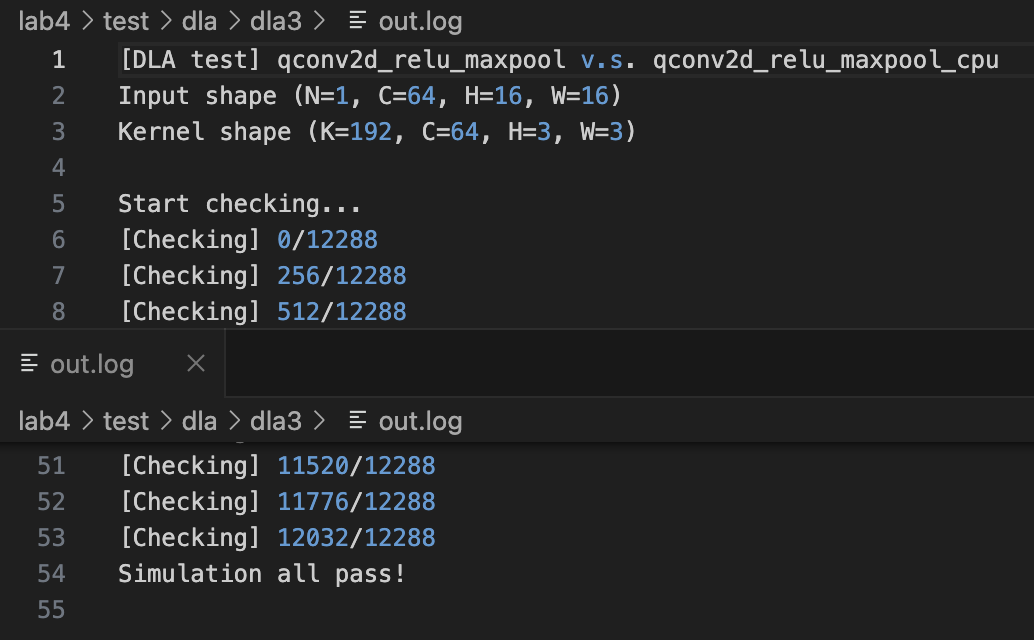 lab4 > test > dla > dla3 > out.log
1 [DLA test] qconv2d_relu_maxpool v.s. qconv2d_relu_maxpool_cpu
2 Input shape (N=1, C=64, H=16, W=16)
3 Kernel shape (K=192, C=64, H=3, W=3)
4
5 Start checking...
6 [Checking] 0/12288
7 [Checking] 256/12288
8 [Checking] 512/12288
out.log
lab4 > test > dla > dla3 > out.log
51 [Checking] 11520/12288
52 [Checking] 11776/12288
53 [Checking] 12032/12288
54 Simulation all pass!
55